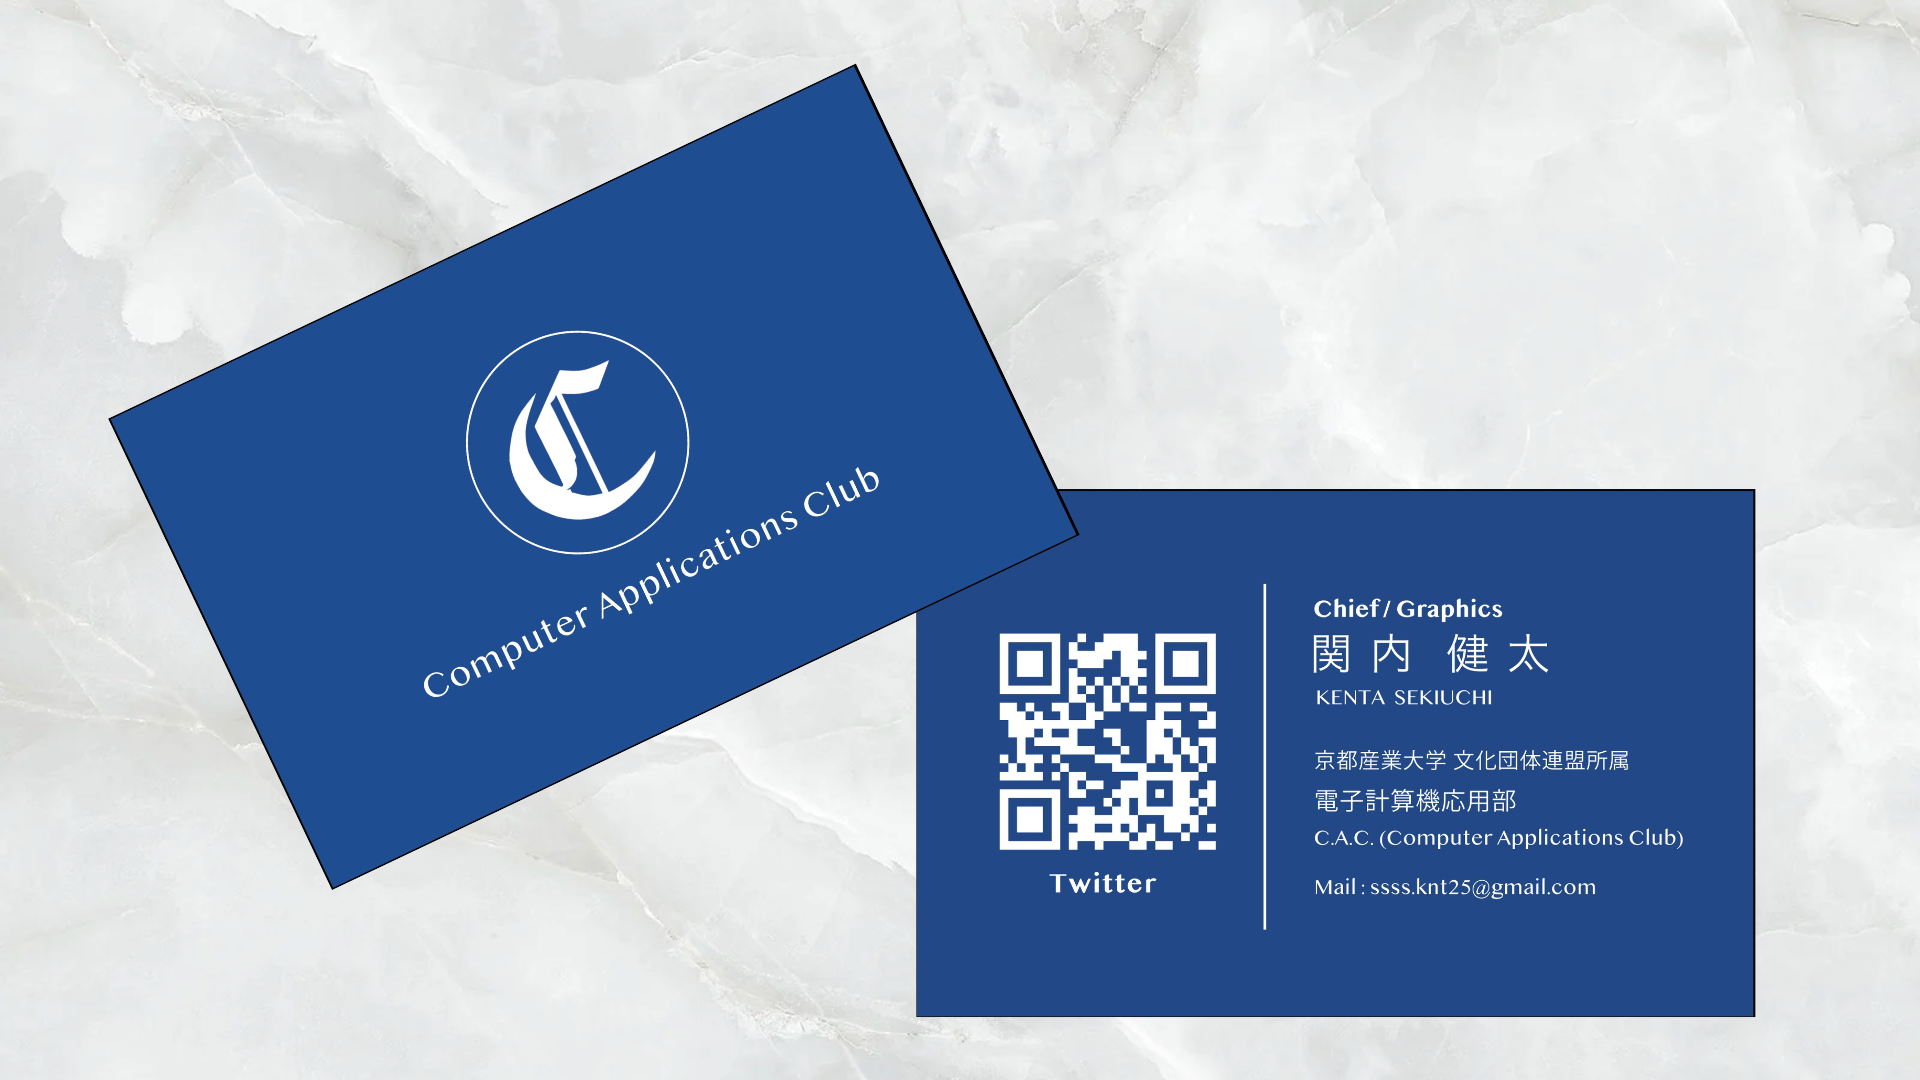 C
Computer Applications Club
Chief / Graphics
関内 健太
KENTA SEKIUCHI
京都産業大学 文化団体連盟所属
電子計算機応用部
C.A.C. (Computer Applications Club)
Mail : ssss.knt25@gmail.com
Twitter